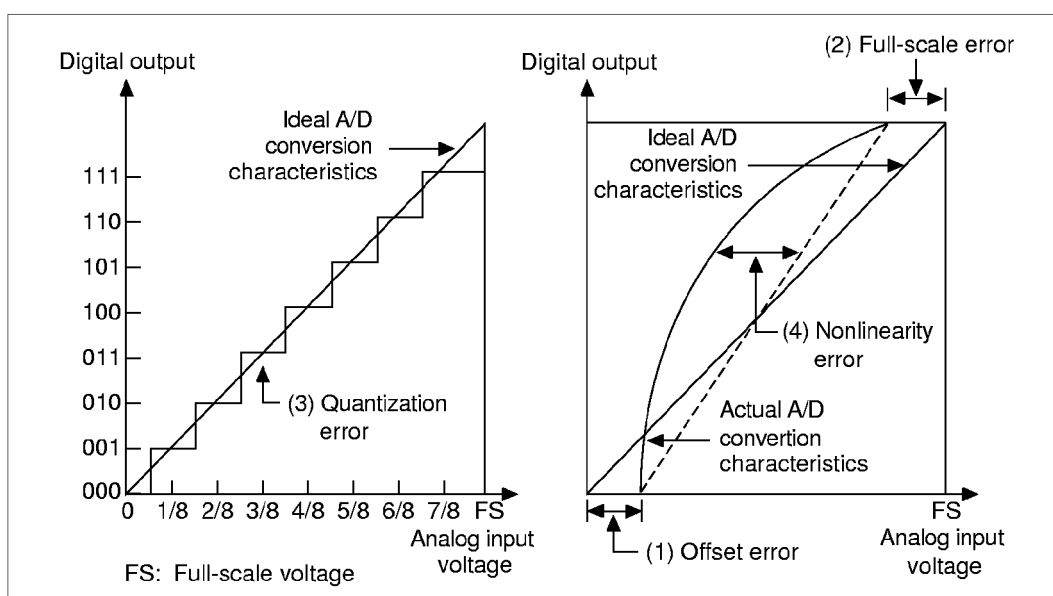 Digital output
Ideal A/D
conversion
characteristics
111
110
101
100
011
010
001
000
(3) Quantization
error
0
1/8
2/8
3/8
4/8
5/8
6/8
7/8
FS
Analog input
voltage
FS: Full-scale voltage
(2) Full-scale error
Digital output
Ideal A/D
conversion
characteristics
(4) Nonlinearity
error
Actual A/D
convertion
characteristics
FS
Analog input
voltage
(1) Offset error